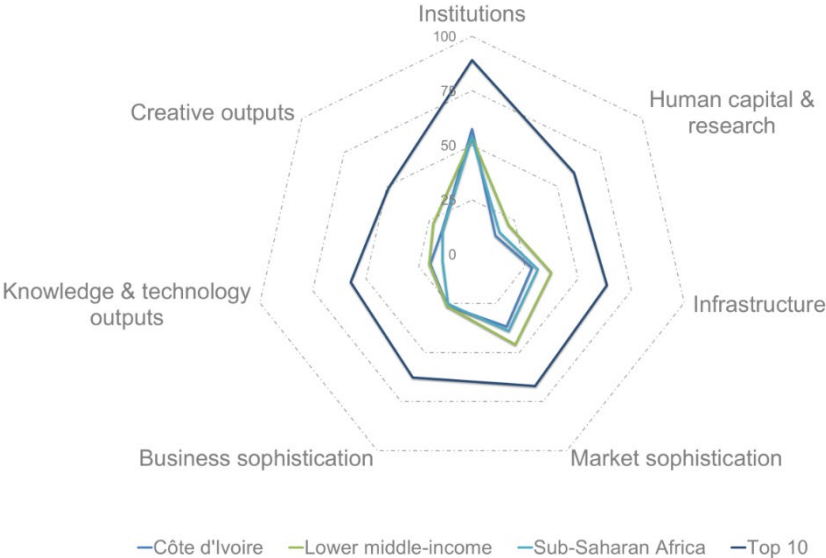 Institutions
100
Human capital &
research
75
Creative outputs
50
25
0
Knowledge & technology
outputs
Infrastructure
Business sophistication
Market sophistication
Côte d'Ivoire
Lower middle-income
Sub-Saharan Africa
Top 10